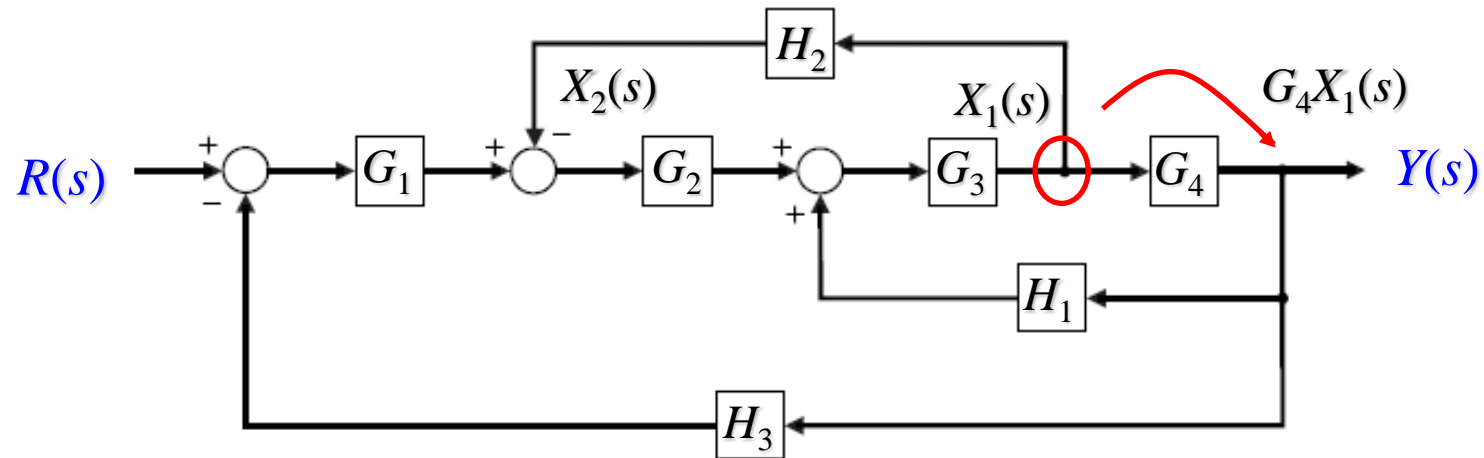 H₂
X₂(s)
X₁(s)
G₄X₁(s)
R(s)
+
−
G₁
+
−
G₂
+
+
G₃
G₄
Y(s)
H₁
H₃